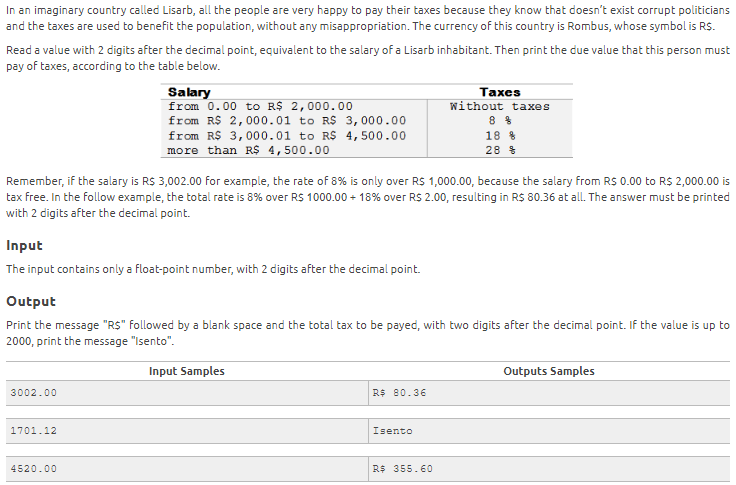 In an imaginary country called Lisarb, all the people are very happy to pay their taxes because they know that doesn't exist corrupt politicians
and the taxes are used to benefit the population, without any misappropriation. The currency of this country is Rombus, whose symbol is R$.
Read a value with 2 digits after the decimal point, equivalent to the salary of a Lisarb inhabitant. Then print the due value that this person must
pay of taxes, according to the table below.
Salary Taxes
from 0.00 to R$ 2,000.00 Without taxes
from R$ 2,000.01 to R$ 3,000.00 8 %
from R$ 3,000.01 to R$ 4,500.00 18 %
more than R$ 4,500.00 28 %
Remember, if the salary is R$ 3,002.00 for example, the rate of 8% is only over R$ 1,000.00, because the salary from R$ 0.00 to R$ 2,000.00 is
tax free. In the follow example, the total rate is 8% over R$ 1000.00 + 18% over R$ 2.00, resulting in R$ 80.36 at all. The answer must be printed
with 2 digits after the decimal point.
Input
The input contains only a float-point number, with 2 digits after the decimal point.
Output
Print the message "R$" followed by a blank space and the total tax to be payed, with two digits after the decimal point. If the value is up to
2000, print the message "Isento".
Input Samples Outputs Samples
3002.00 R$ 80.36
1701.12 Isento
4520.00 R$ 355.60